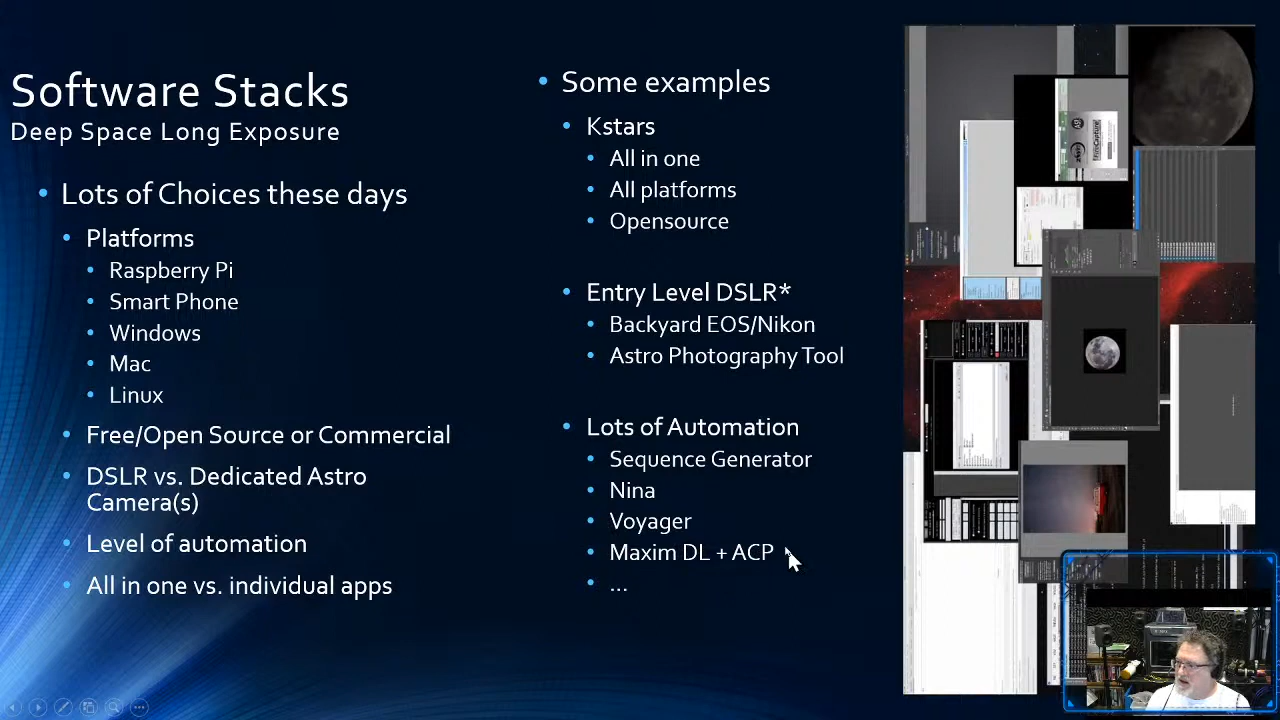 Software Stacks
Deep Space Long Exposure
• Lots of Choices these days
• Platforms
• Raspberry Pi
• Smart Phone
• Windows
• Mac
• Linux
• Free/Open Source or Commercial
• DSLR vs. Dedicated Astro
Camera(s)
• Level of automation
• All in one vs. individual apps
• Some examples
• Kstars
• All in one
• All platforms
• Opensource
• Entry Level DSLR*
• Backyard EOS/Nikon
• Astro Photography Tool
• Lots of Automation
• Sequence Generator
• Nina
• Voyager
• Maxim DL + ACP
• ...